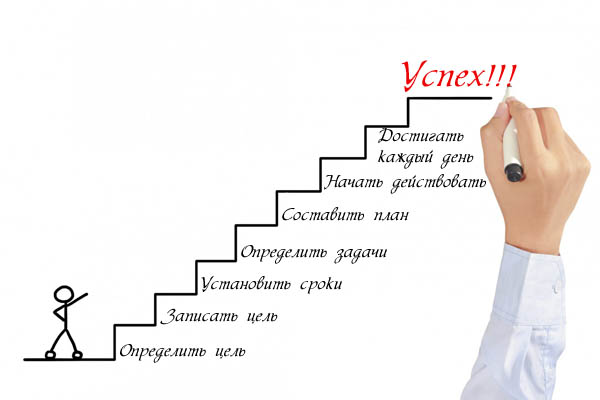 Успех!!!
Достигать
каждый день
Начать действовать
Составить план
Определить задачи
Установить сроки
Записать цель
Определить цель